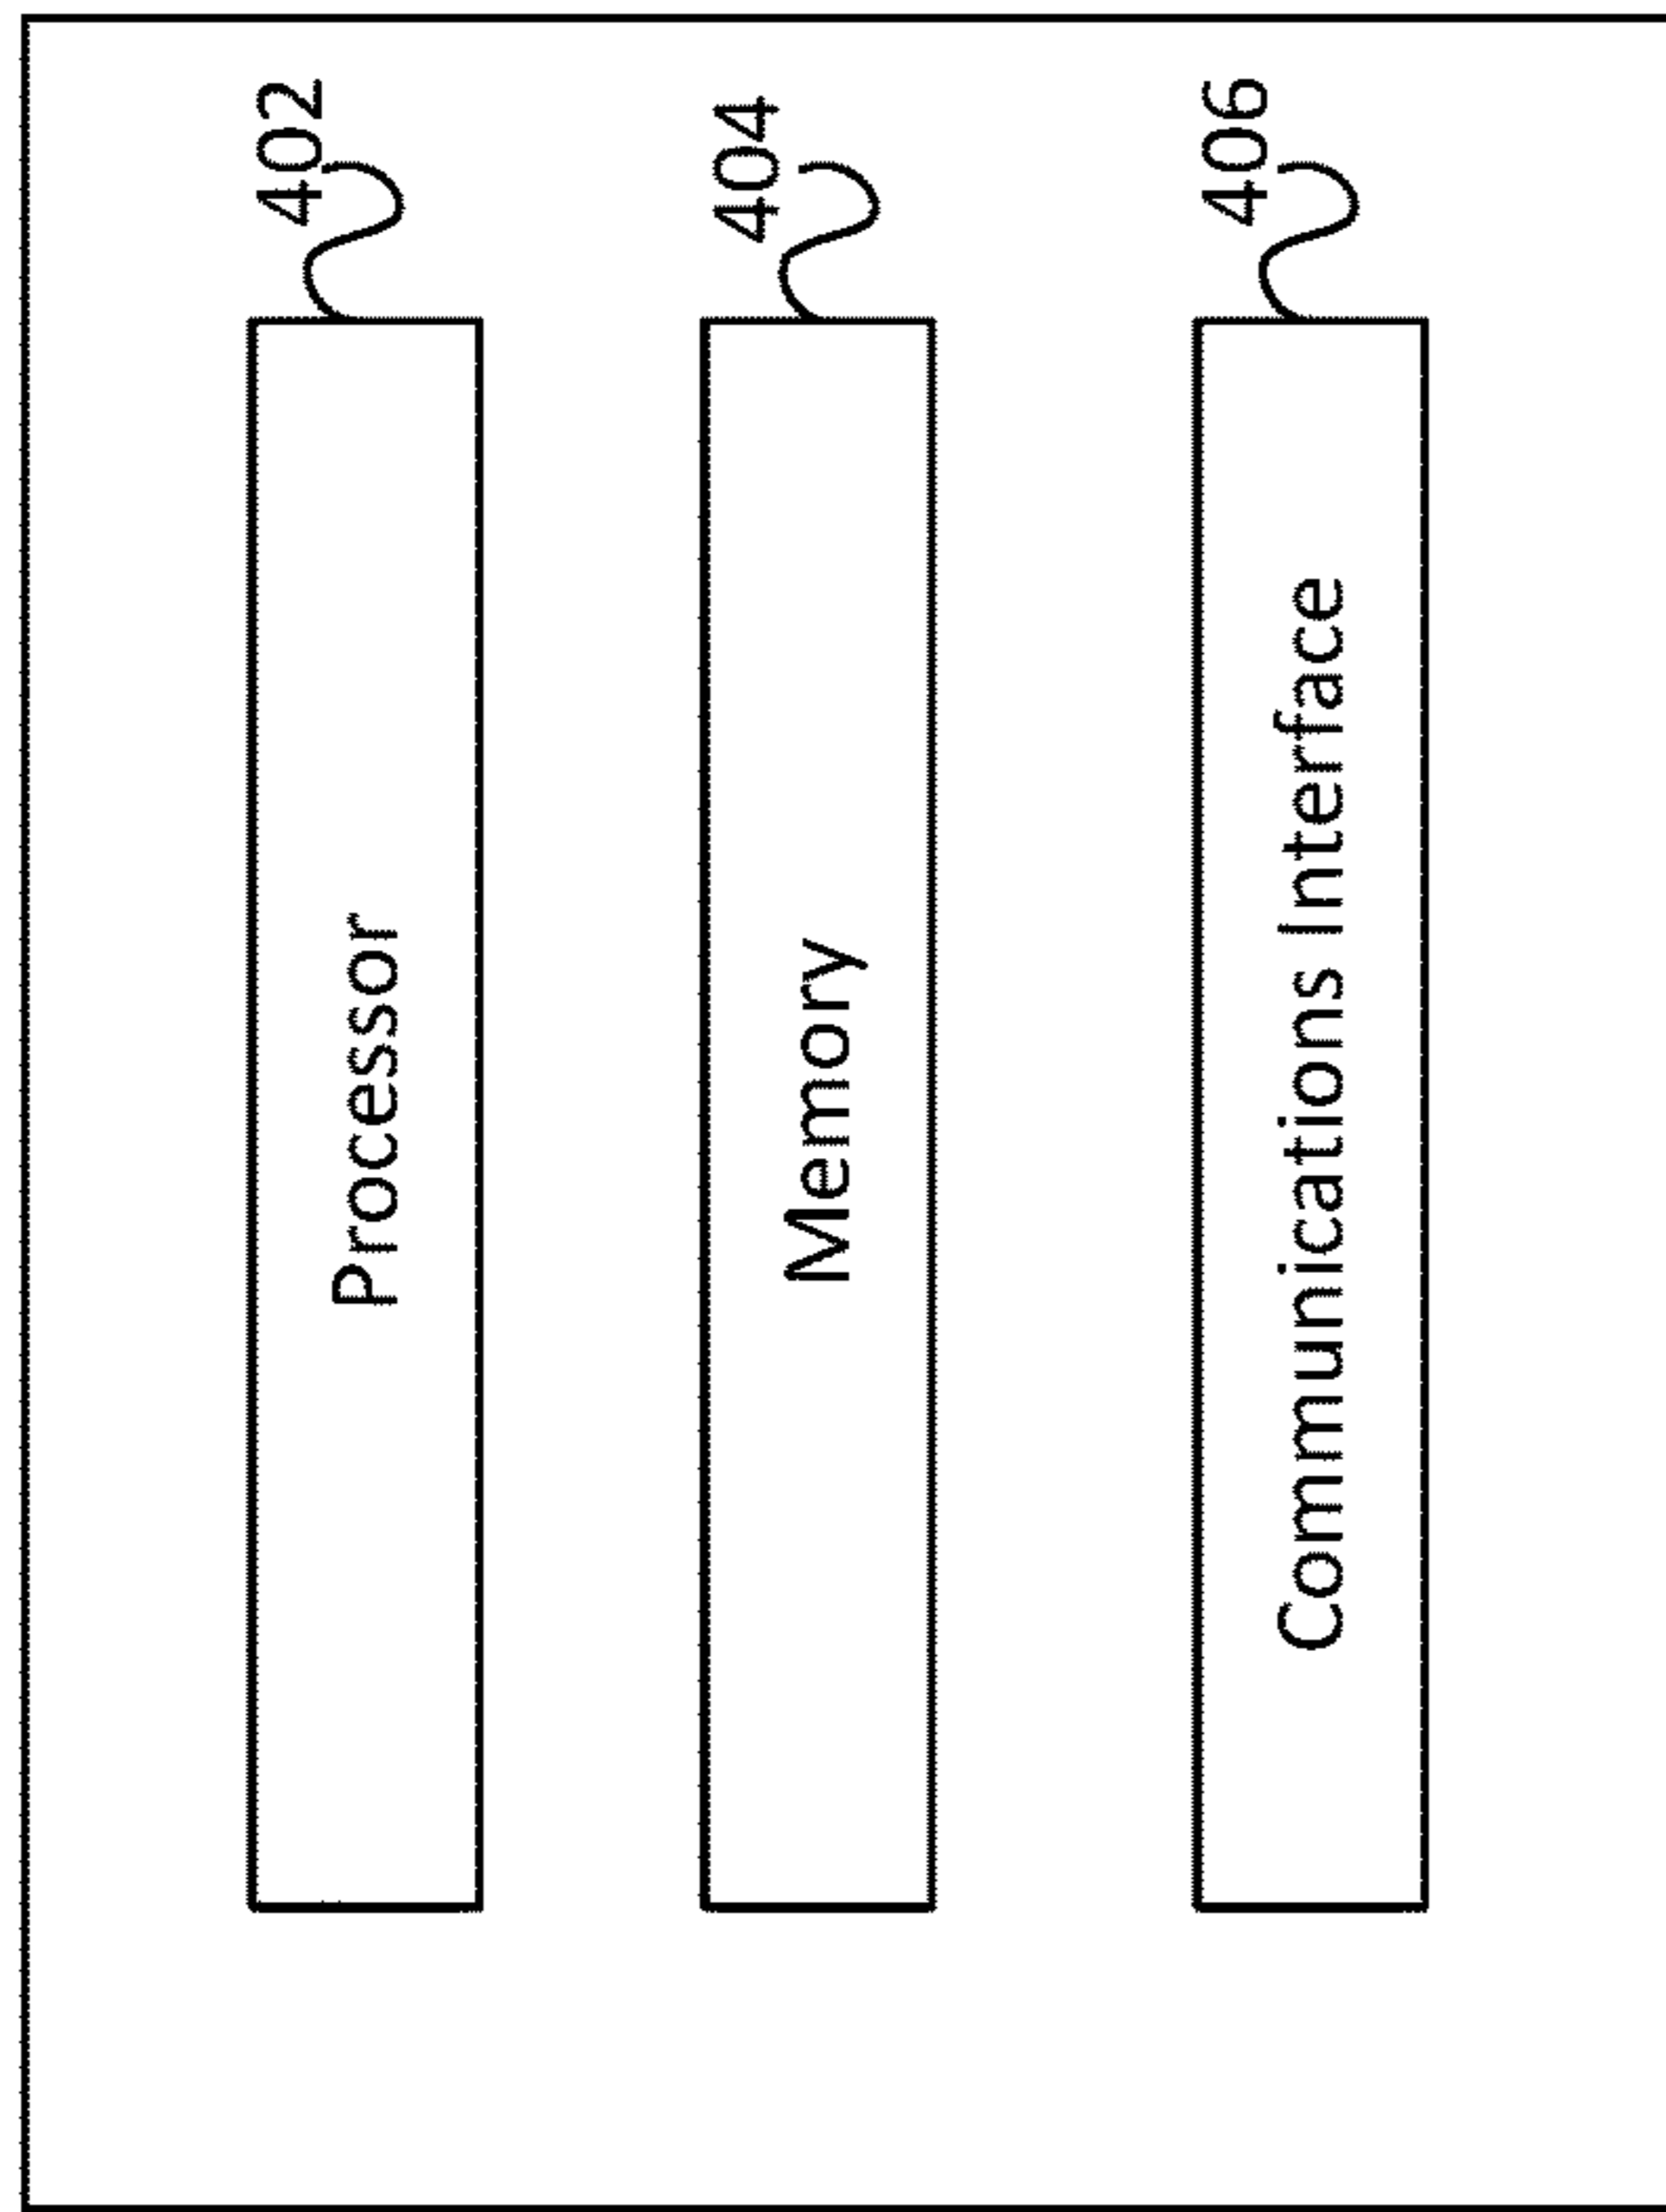 402
Processor
404
Memory
406
Communications Interface